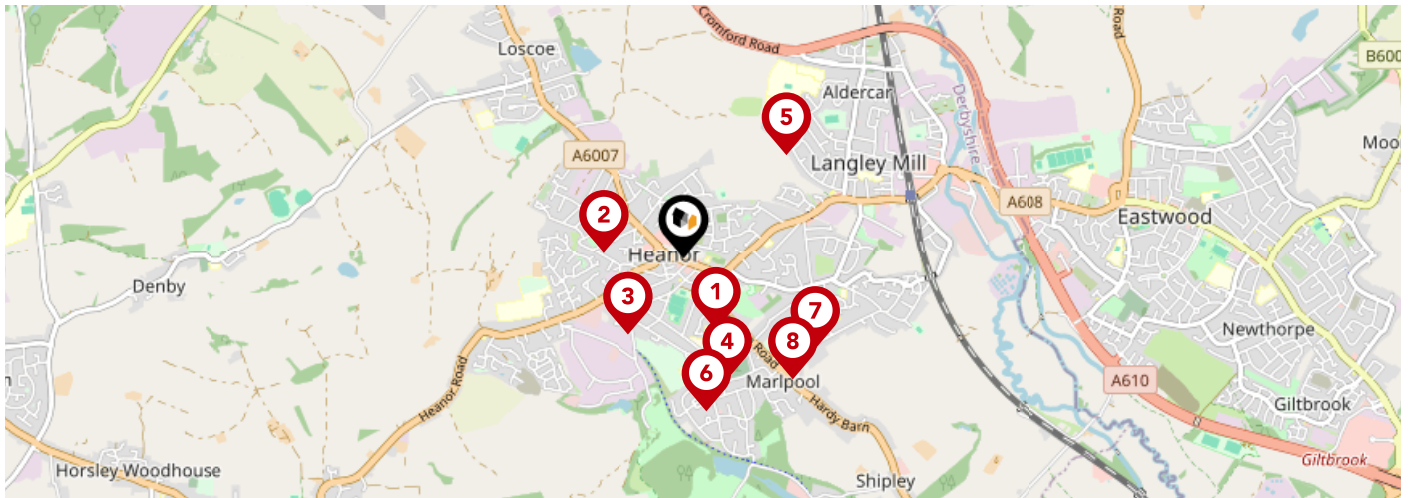 Cromford Road
Road
Loscoe
B600
Aldercar
5
Derbyshire
Moo
A6007
Langley Mill
A608
2
Eastwood
Heanor
Denby
3
1
7
Newthorpe
4
8
Road
6
Marlpool
A610
Heanor Road
Hardy Barn
Giltbrook
n
Horsley Woodhouse
Giltbrook
Shipley